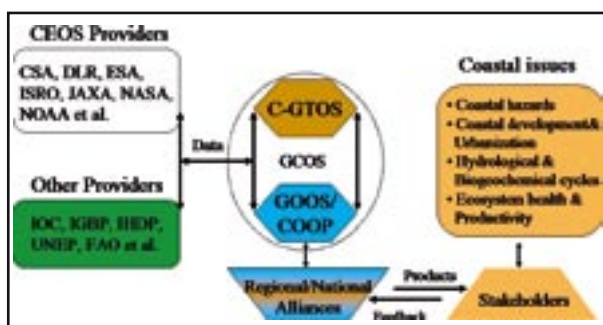 CEOS Providers
CSA, DLR, ESA,
ISRO, JAXA, NASA,
NOAA et al.
Other Providers
IOC, IGBP, IHDP,
UNEP, FAO et al.
Data
C-GTOS
GCOS
GOOS/
COOP
Regional/National
Alliances
Products
Feedback
Coastal issues
• Coastal hazards
• Coastal development&
Urbanization
• Hydrological &
Biogeochemical cycles
• Ecosystem health &
Productivity
Stakeholders